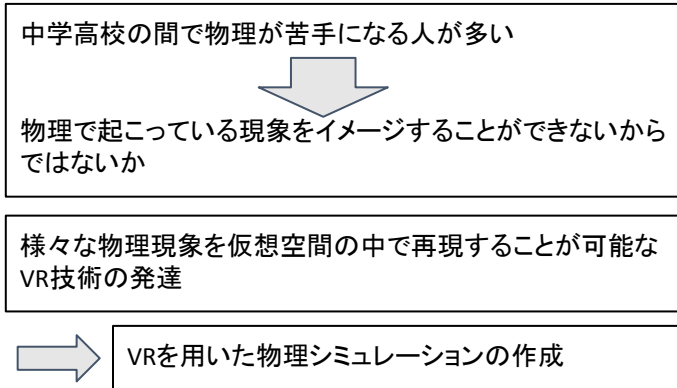 中学高校の間で物理が苦手になる人が多い
物理で起こっている現象をイメージすることができないから
ではないか
様々な物理現象を仮想空間の中で再現することが可能な
VR技術の発達
VRを用いた物理シミュレーションの作成